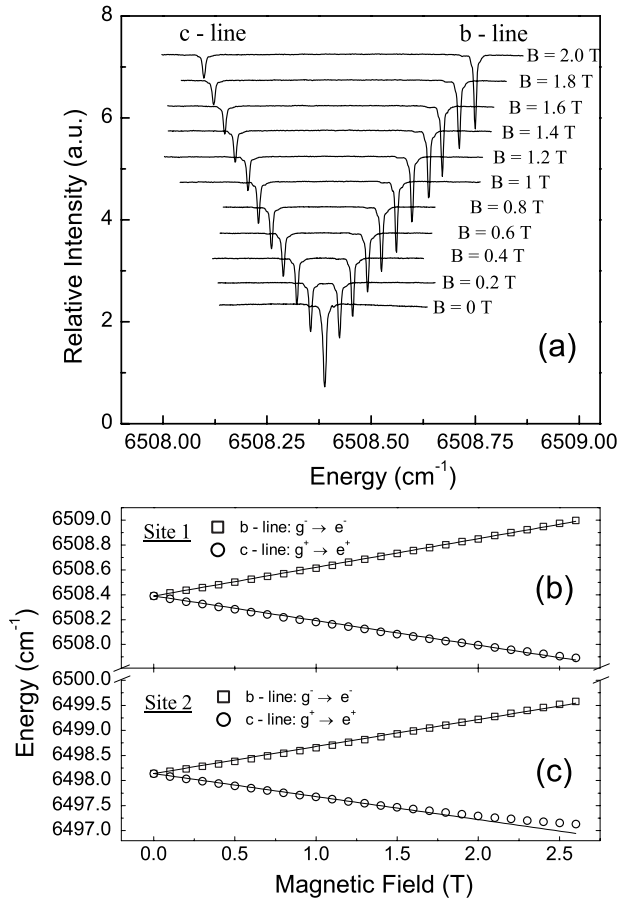 8
6
4
2
0
Relative Intensity (a.u.)
c - line
b - line
B = 2.0 T
B = 1.8 T
B = 1.6 T
B = 1.4 T
B = 1.2 T
B = 1 T
B = 0.8 T
B = 0.6 T
B = 0.4 T
B = 0.2 T
B = 0 T
(a)
6508.00 6508.25 6508.50 6508.75 6509.00
Energy (cm⁻¹)
6509.0
6508.8
6508.6
6508.4
6508.2
6508.0
Site 1
b - line: g⁻ → e⁻
c - line: g⁺ → e⁺
(b)
6500.0
6499.5
6499.0
6498.5
6498.0
6497.5
6497.0
Energy (cm⁻¹)
Site 2
b - line: g⁻ → e⁻
c - line: g⁺ → e⁺
(c)
0.0 0.5 1.0 1.5 2.0 2.5
Magnetic Field (T)